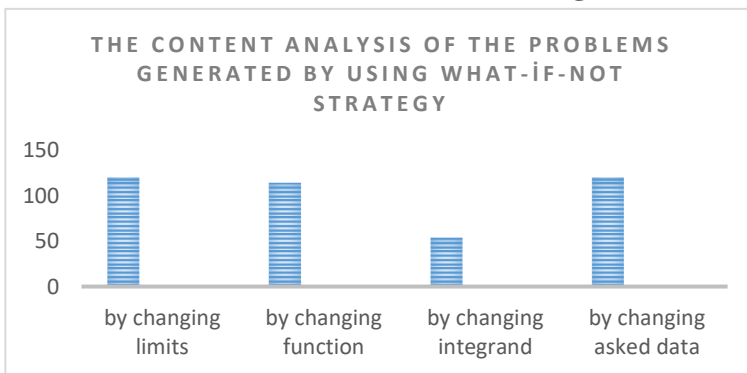 THE CONTENT ANALYSIS OF THE PROBLEMS
GENERATED BY USING WHAT-İF-NOT
STRATEGY
150
100
50
0
by changing limits
by changing function
by changing integrand
by changing asked data